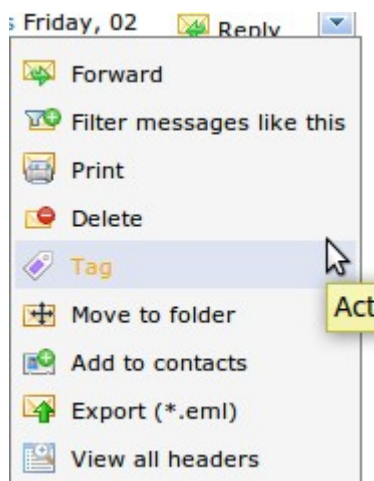 Friday, 02 Reply
Forward
Filter messages like this
Print
Delete
Tag
Move to folder
Act
Add to contacts
Export (*.eml)
View all headers